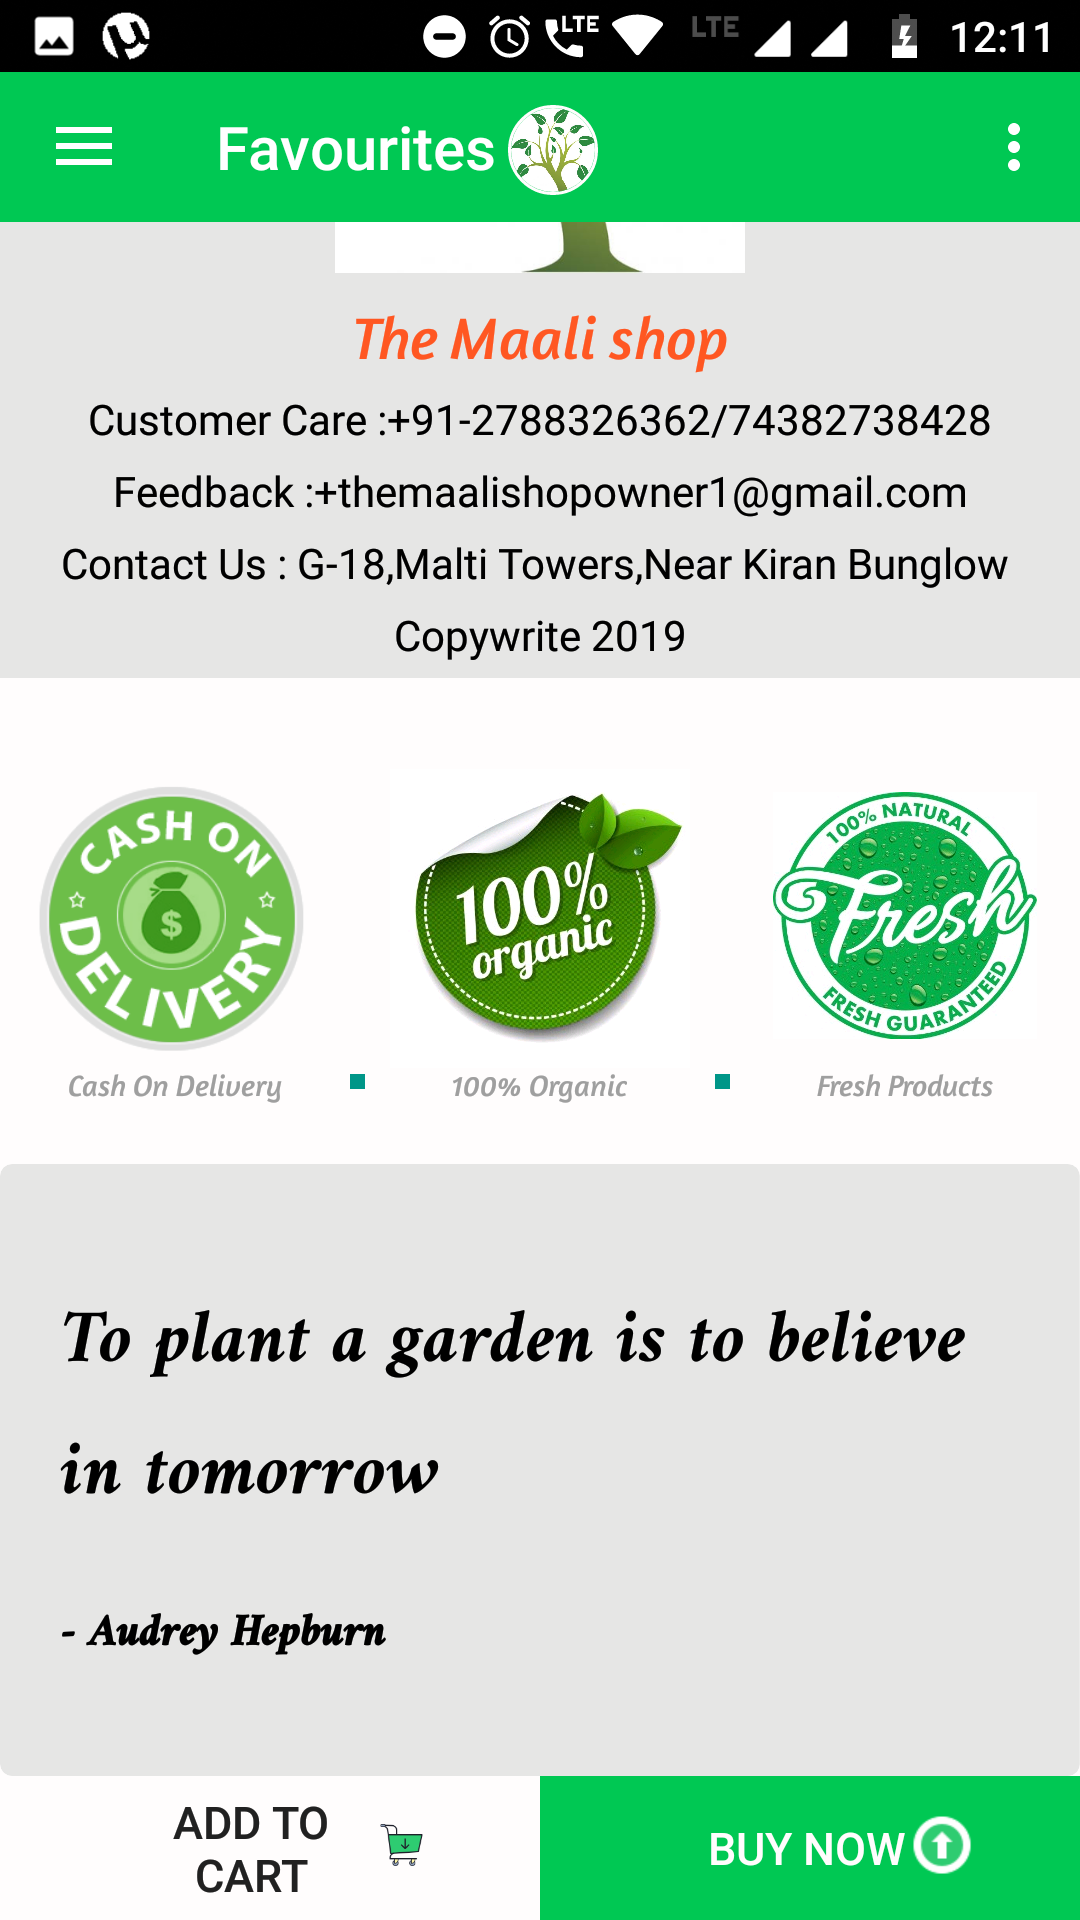 LTE LTE 12:11
Favourites
The Maali shop
Customer Care :+91-2788326362/74382738428
Feedback :+themaalishopowner1@gmail.com
Contact Us : G-18,Malti Towers,Near Kiran Bunglow
Copywrite 2019
CASH ON
$
DELIVERY
100%
organic
100% NATURAL
Fresh
FRESH GUARANTEED
Cash On Delivery
100% Organic
Fresh Products
To plant a garden is to believe
in tomorrow
- Audrey Hepburn
ADD TO
CART
BUY NOW